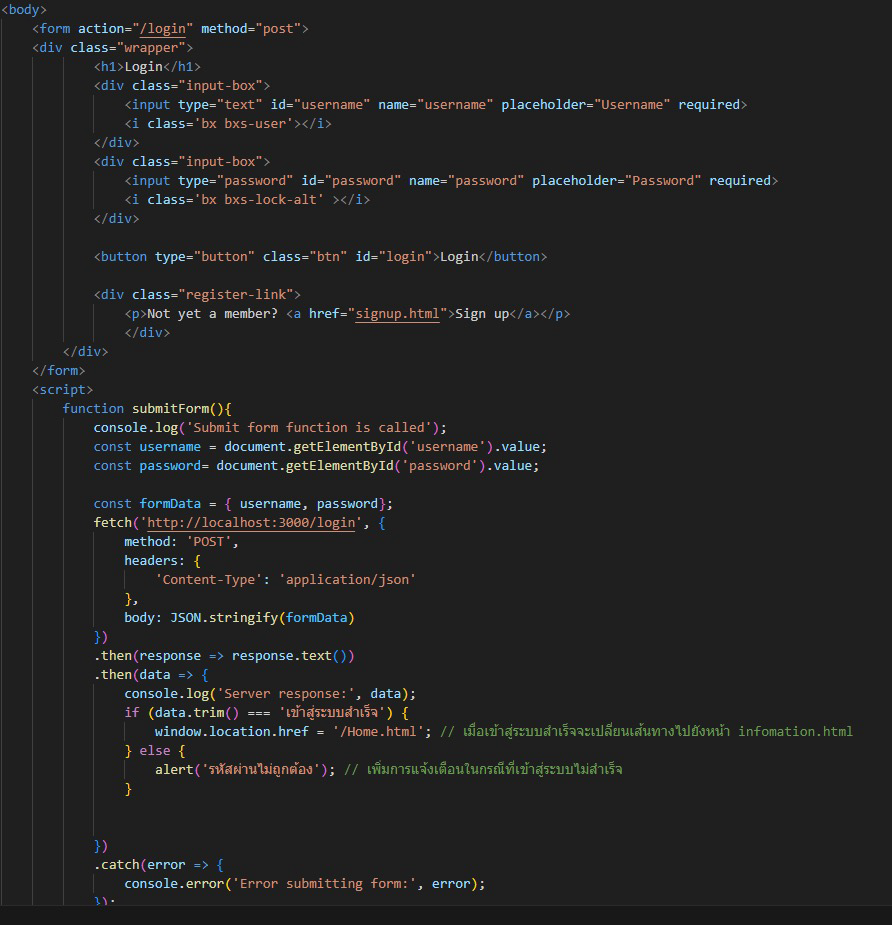 <body>
<form action="/login" method="post">
<div class="wrapper">
<h1>Login</h1>
<div class="input-box">
<input type="text" id="username" name="username" placeholder="Username" required>
<i class='bx bxs-user'></i>
</div>
<div class="input-box">
<input type="password" id="password" name="password" placeholder="Password" required>
<i class='bx bxs-lock-alt' ></i>
</div>
<button type="button" class="btn" id="login">Login</button>
<div class="register-link">
<p>Not yet a member? <a href="signup.html">Sign up</a></p>
</div>
</div>
</form>
<script>
function submitForm(){
console.log('Submit form function is called');
const username = document.getElementById('username').value;
const password= document.getElementById('password').value;
const formData = { username, password};
fetch('http://localhost:3000/login', {
method: 'POST',
headers: {
'Content-Type': 'application/json'
},
body: JSON.stringify(formData)
})
.then(response => response.text())
.then(data => {
console.log('Server response:', data);
if (data.trim() === 'เข้าสู่ระบบสำเร็จ') {
window.location.href = '/Home.html'; // เมื่อเข้าสู่ระบบสำเร็จจะเปลี่ยนเส้นทางไปยังหน้า infomation.html
} else {
alert('รหัสผ่านไม่ถูกต้อง'); // เพิ่มการแจ้งเตือนในกรณีที่เข้าสู่ระบบไม่สำเร็จ
}
})
.catch(error => {
console.error('Error submitting form:', error);
});